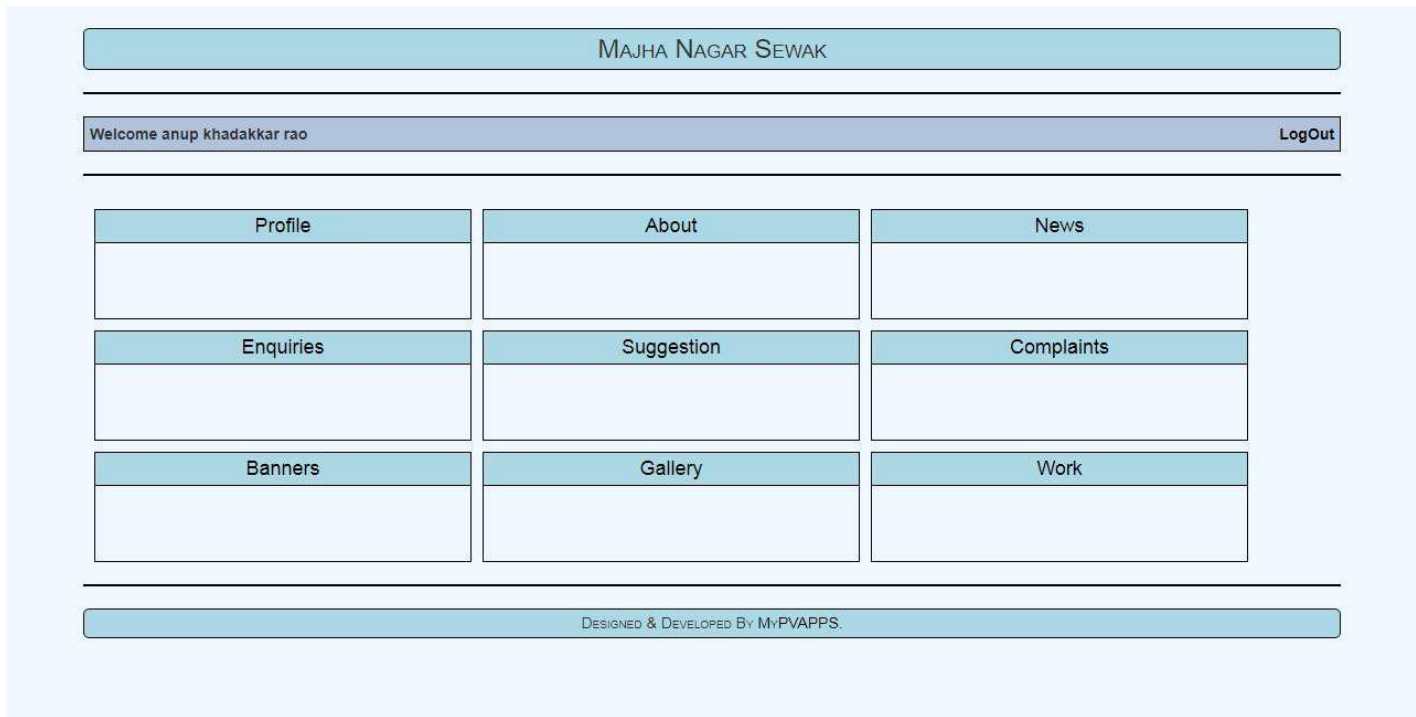 Majha Nagar Sewak
Welcome anup khadakkar rao LogOut
Profile About News
Enquiries Suggestion Complaints
Banners Gallery Work
Designed & Developed By MyPVAPPS.